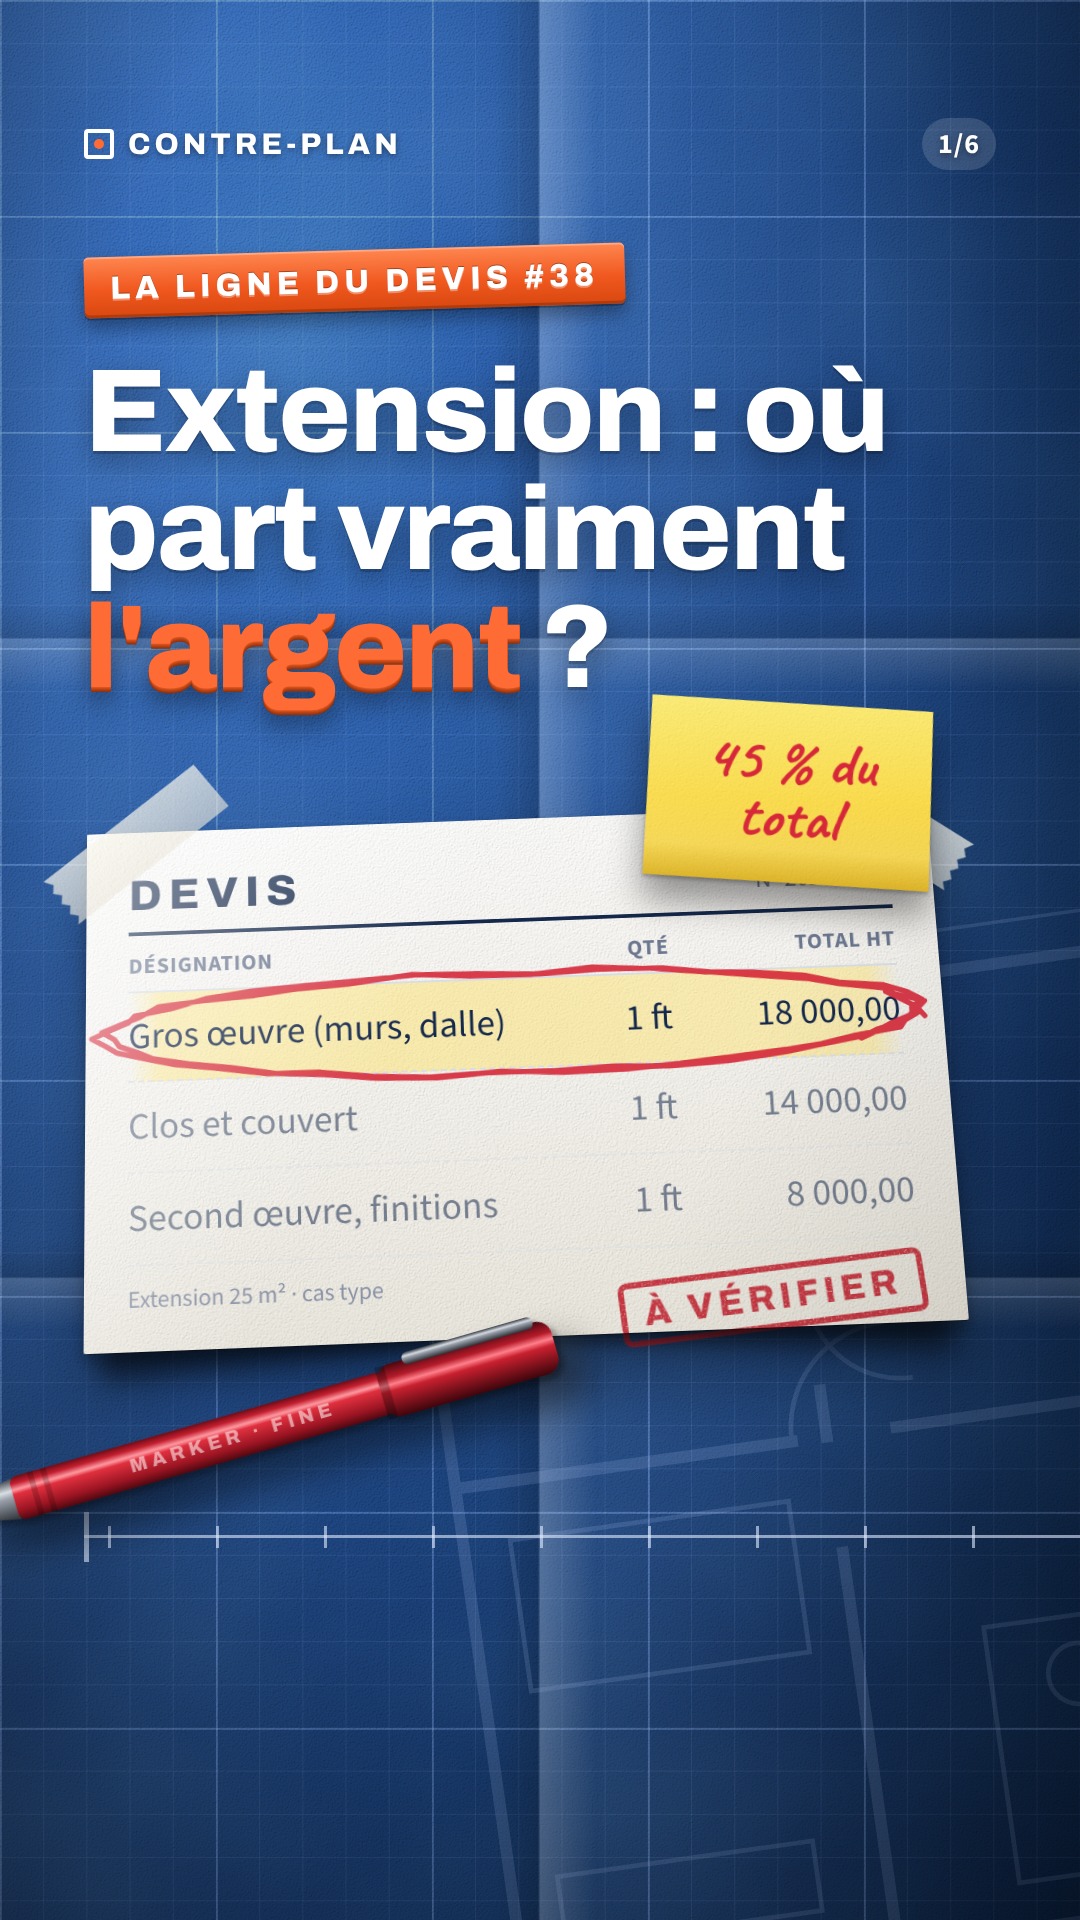 CONTRE-PLAN
1/6
LA LIGNE DU DEVIS #38
Extension : où
part vraiment
l'argent ?
45 % du
total
DEVIS
DÉSIGNATION QTÉ TOTAL HT
Gros œuvre (murs, dalle) 1 ft 18 000,00
Clos et couvert 1 ft 14 000,00
Second œuvre, finitions 1 ft 8 000,00
Extension 25 m² · cas type
À VÉRIFIER
MARKER · FINE